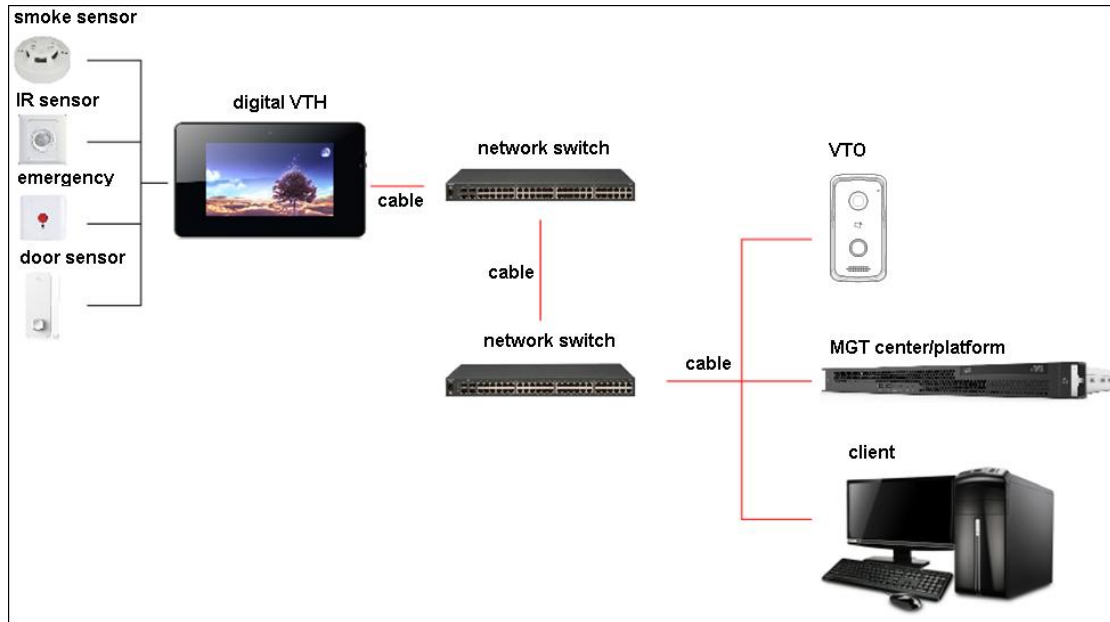 smoke sensor
IR sensor
emergency
door sensor
digital VTH
cable
network switch
cable
network switch
cable
VTO
MGT center/platform
client